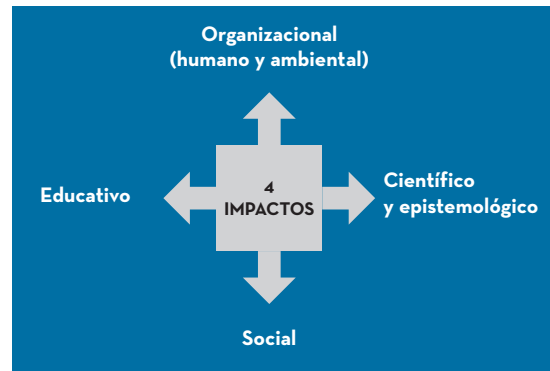 Organizacional
(humano y ambiental)
Educativo
4
IMPACTOS
Científico
y epistemológico
Social